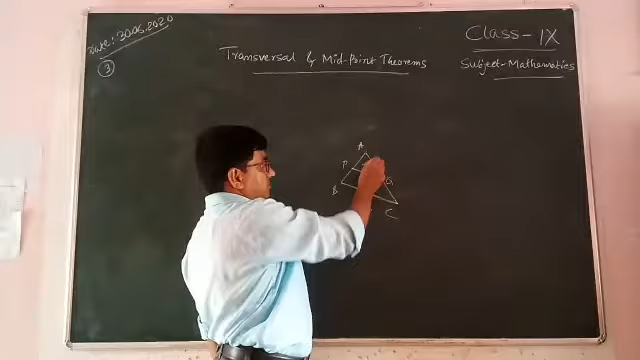 Date: 30.06.2020
Class - IX
3
Transversal & Mid-Point Theorems
Subject-Mathematics
A
P
Q
B
C